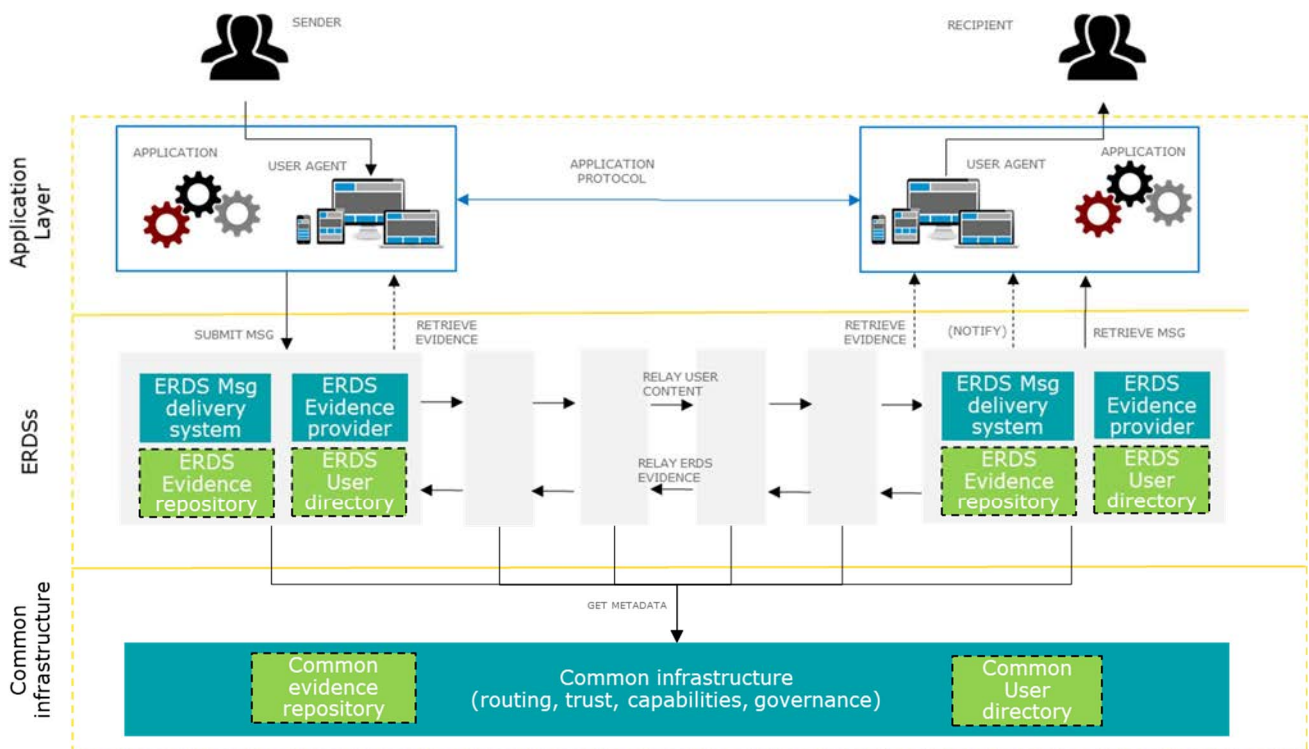 SENDER
RECIPIENT
Application
Layer
APPLICATION
USER AGENT
APPLICATION
PROTOCOL
USER AGENT
APPLICATION
ERDSs
SUBMIT MSG
RETRIEVE
EVIDENCE
RETRIEVE
EVIDENCE
(NOTIFY)
RETRIEVE MSG
ERDS Msg
delivery
system
ERDS
Evidence
provider
ERDS
Evidence
repository
ERDS
User
directory
RELAY USER
CONTENT
RELAY ERDS
EVIDENCE
ERDS Msg
delivery
system
ERDS
Evidence
provider
ERDS
Evidence
repository
ERDS
User
directory
Common
infrastructure
GET METADATA
Common
evidence
repository
Common infrastructure
(routing, trust, capabilities, governance)
Common
User
directory